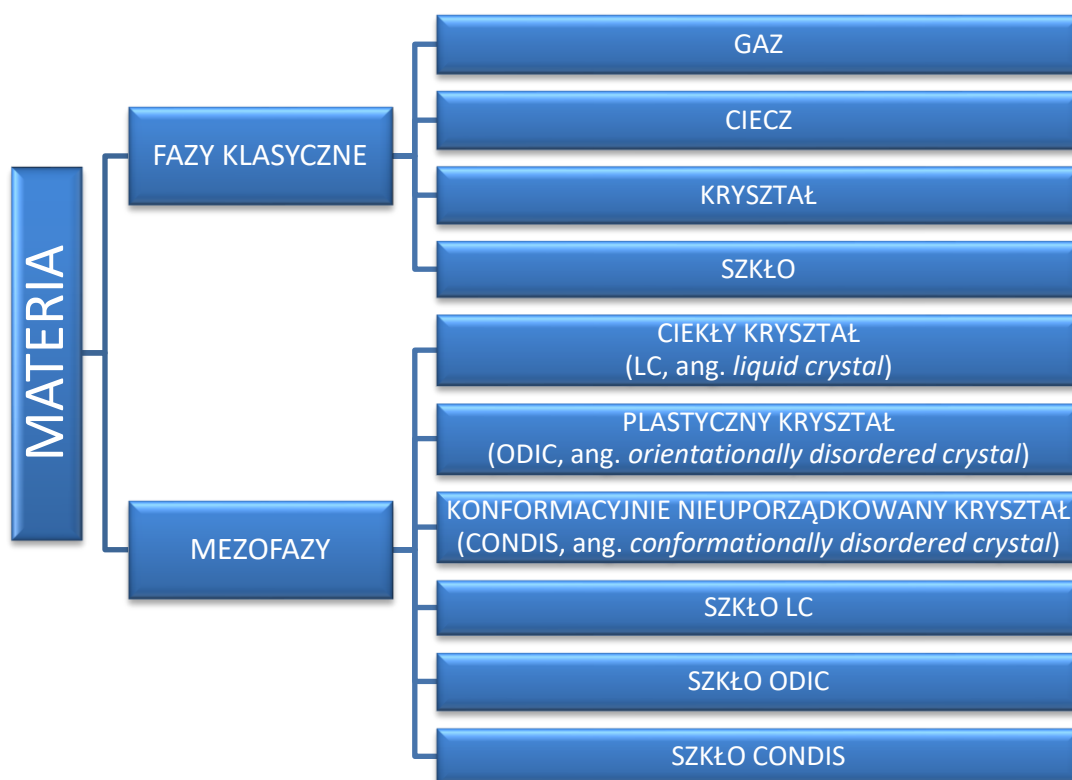 MATERIA
FAZY KLASYCZNE
GAZ
CIECZ
KRYSZTAŁ
SZKŁO
MEZOFAZY
CIEKŁY KRYSZTAŁ
(LC, ang. liquid crystal)
PLASTYCZNY KRYSZTAŁ
(ODIC, ang. orientationally disordered crystal)
KONFORMACYJNIE NIEUPORZĄDKOWANY KRYSZTAŁ
(CONDIS, ang. conformationally disordered crystal)
SZKŁO LC
SZKŁO ODIC
SZKŁO CONDIS